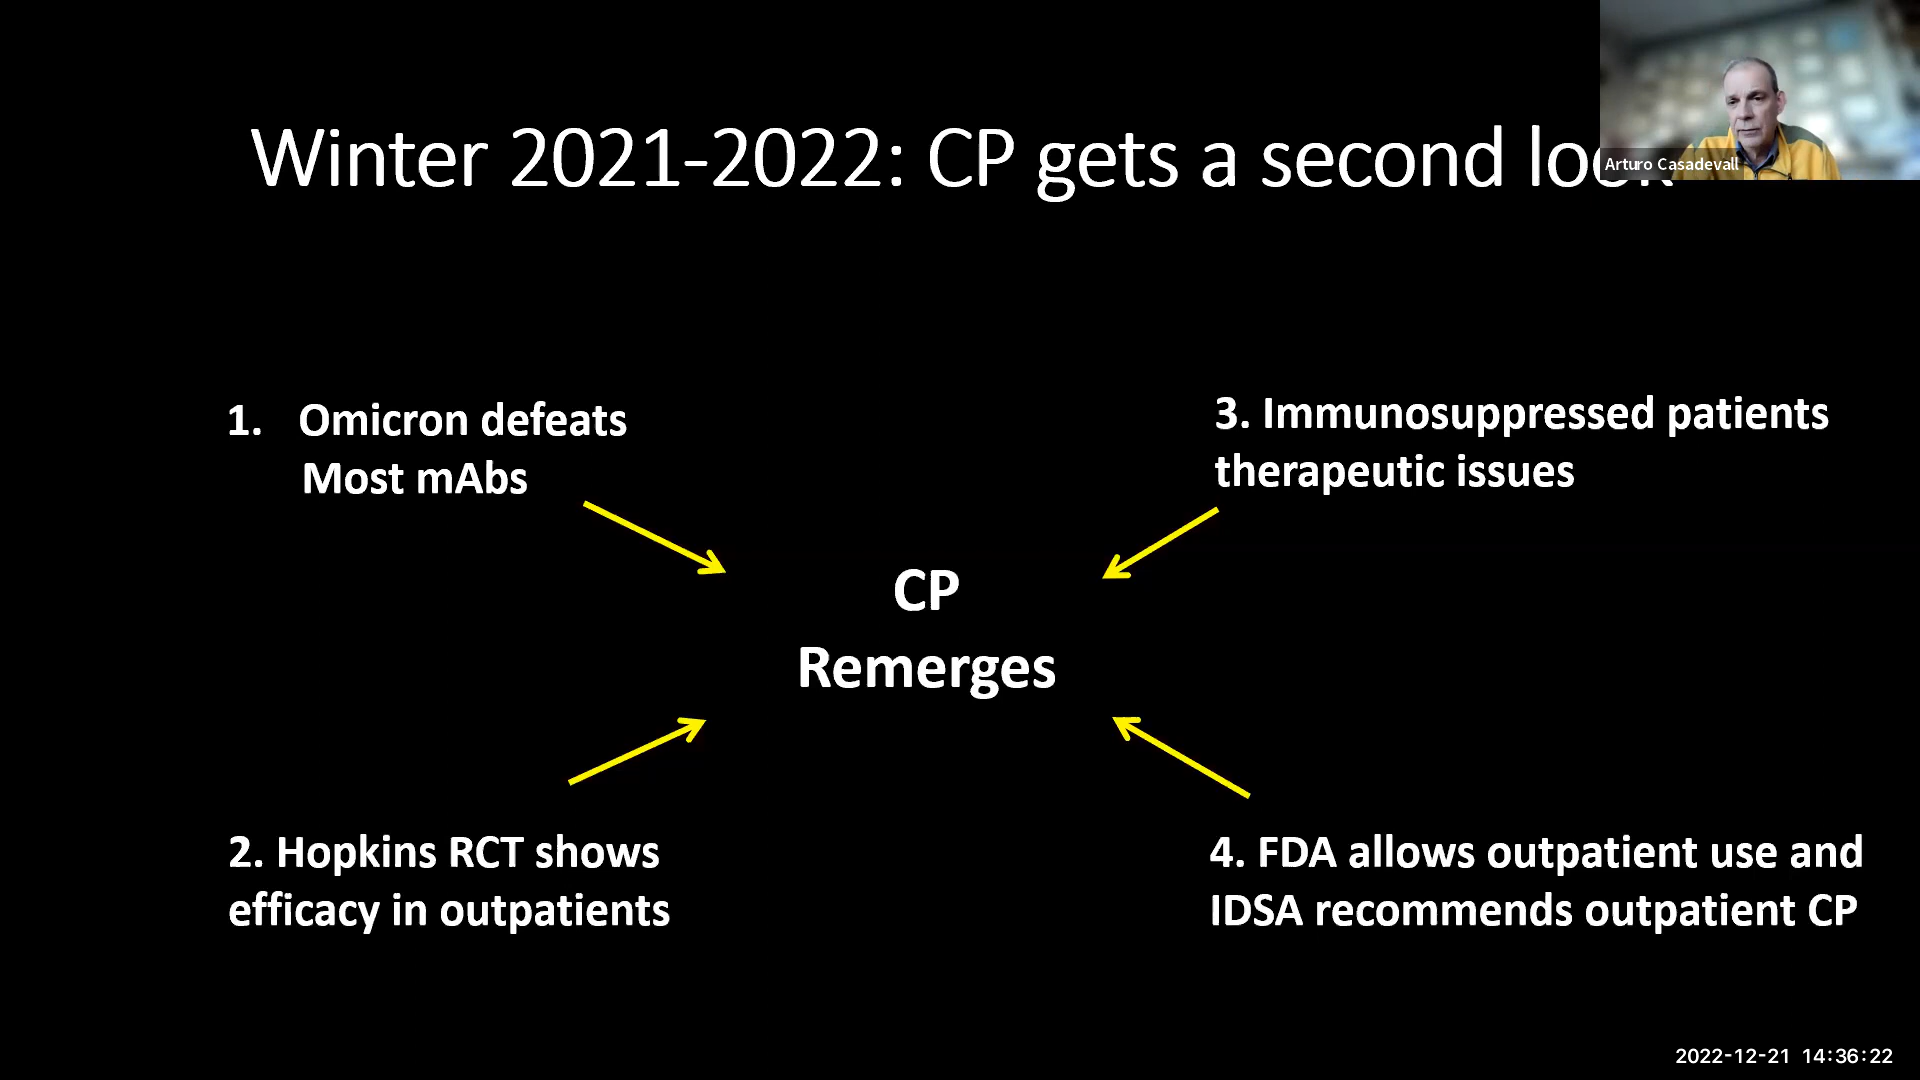 Winter 2021-2022: CP gets a second look
Arturo Casadevall
1. Omicron defeats
Most mAbs
3. Immunosuppressed patients
therapeutic issues
CP
Remerges
2. Hopkins RCT shows
efficacy in outpatients
4. FDA allows outpatient use and
IDSA recommends outpatient CP
2022-12-21 14:36:22